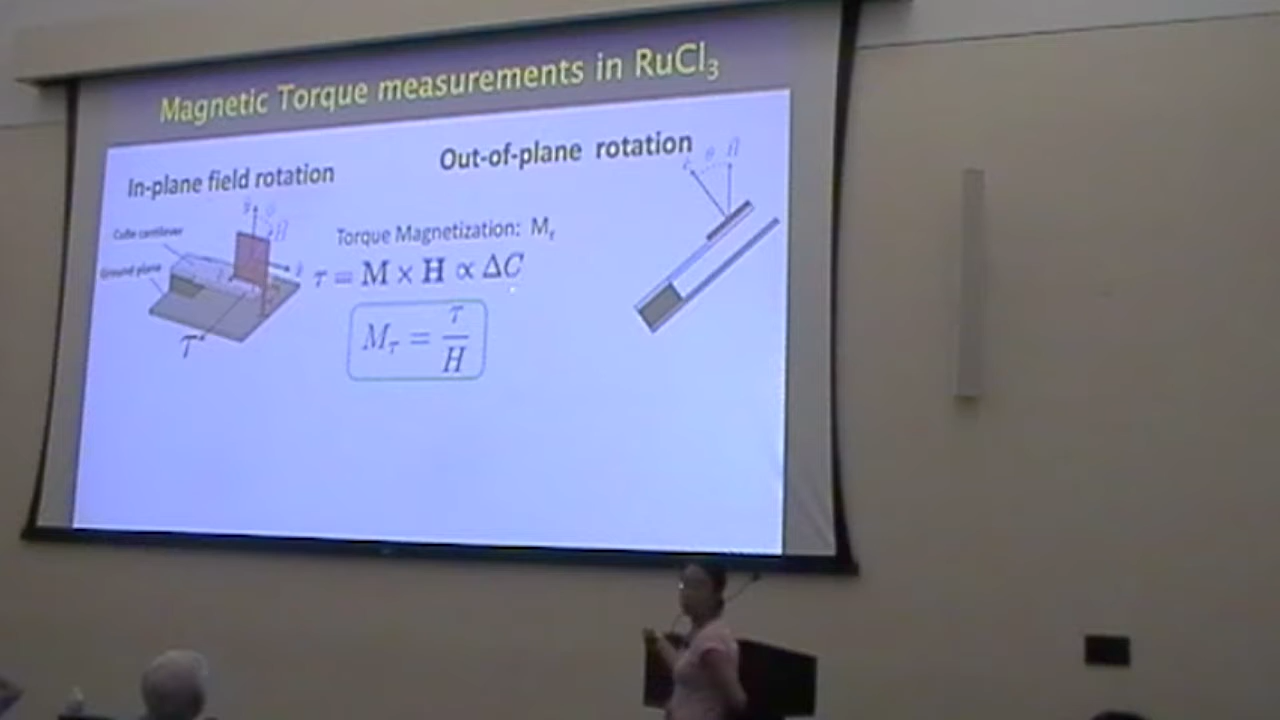 Magnetic Torque measurements in RuCl₃
In-plane field rotation
Out-of-plane rotation
Cube cantilever
Ground plane
τ
Torque Magnetization: Mτ
τ = M × H ∝ ΔC
Mτ = τ/H
θ H